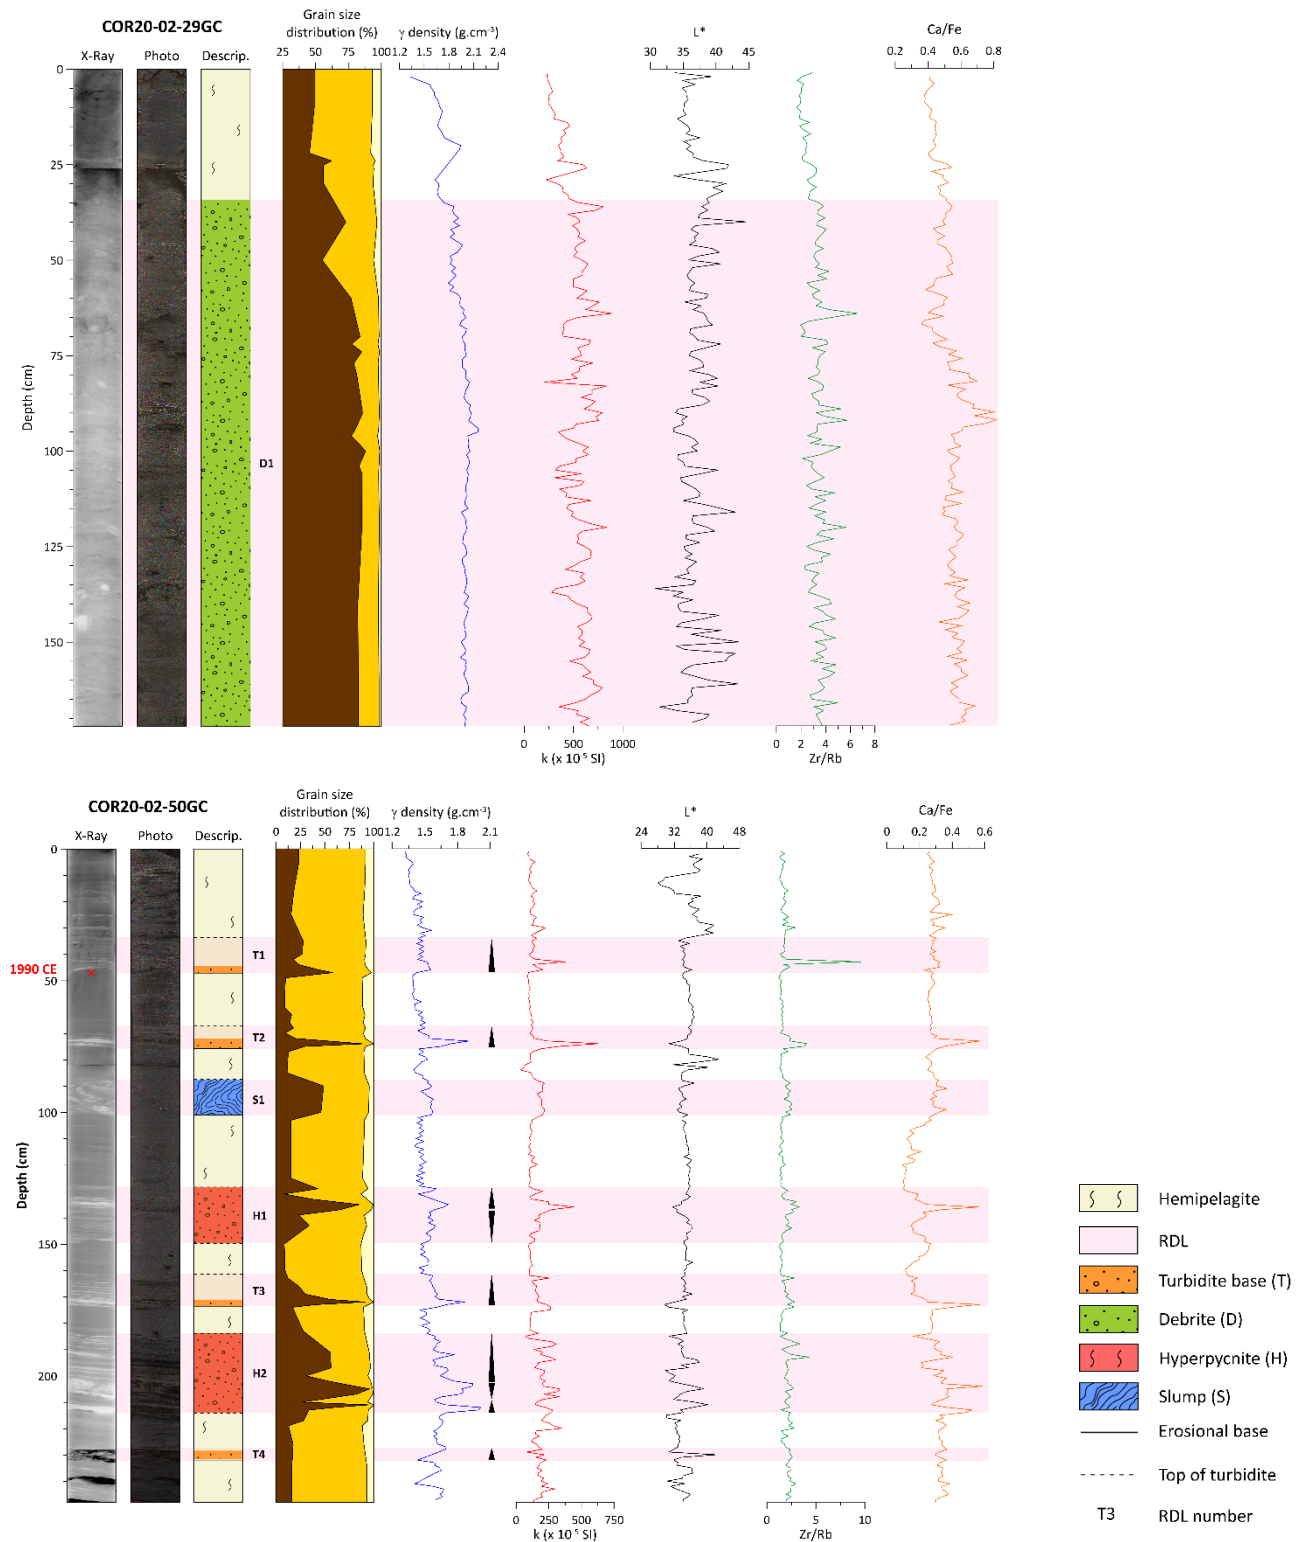 COR20-02-29GC
Grain size
distribution (%)
γ density (g.cm⁻³)
L*
Ca/Fe
X-Ray Photo Descrip.
25 50 75 100
1.2 1.5 1.8 2.1 2.4
30 35 40 45
0.2 0.4 0.6 0.8
0
25
50
75
100
125
150
Depth (cm)
D1
0 500 1000
k (x 10⁻⁵ SI)
0 2 4 6 8
Zr/Rb
COR20-02-50GC
Grain size
distribution (%)
γ density (g.cm⁻³)
L*
Ca/Fe
X-Ray Photo Descrip.
0 25 50 75 100
1.2 1.5 1.8 2.1
24 32 40 48
0 0.2 0.4 0.6
0
50
100
150
200
Depth (cm)
1990 CE
T1
T2
S1
H1
T3
H2
T4
0 250 500 750
k (x 10⁻⁵ SI)
0 5 10
Zr/Rb
Hemipelagite
RDL
Turbidite base (T)
Debrite (D)
Hyperpycnite (H)
Slump (S)
Erosional base
Top of turbidite
T3 RDL number